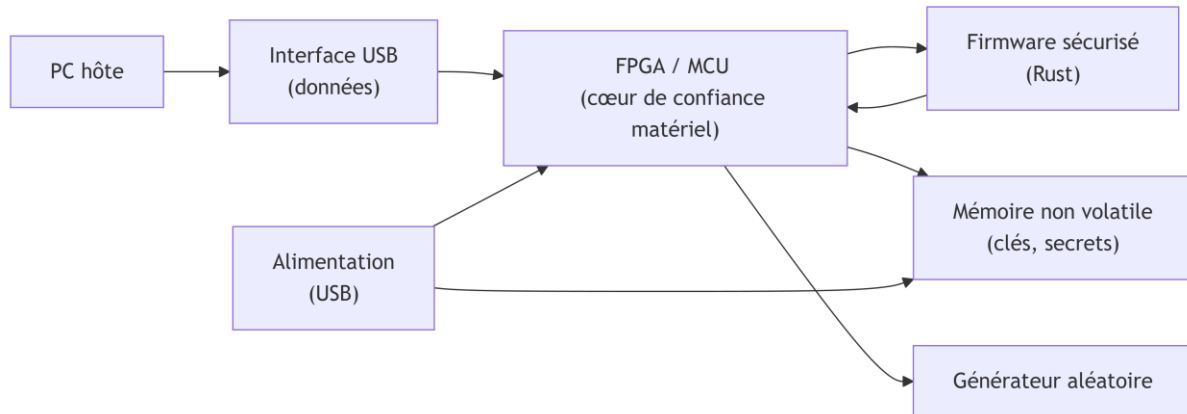 PC hôte
Interface USB
(données)
FPGA / MCU
(cœur de confiance
matériel)
Firmware sécurisé
(Rust)
Mémoire non volatile
(clés, secrets)
Alimentation
(USB)
Générateur aléatoire